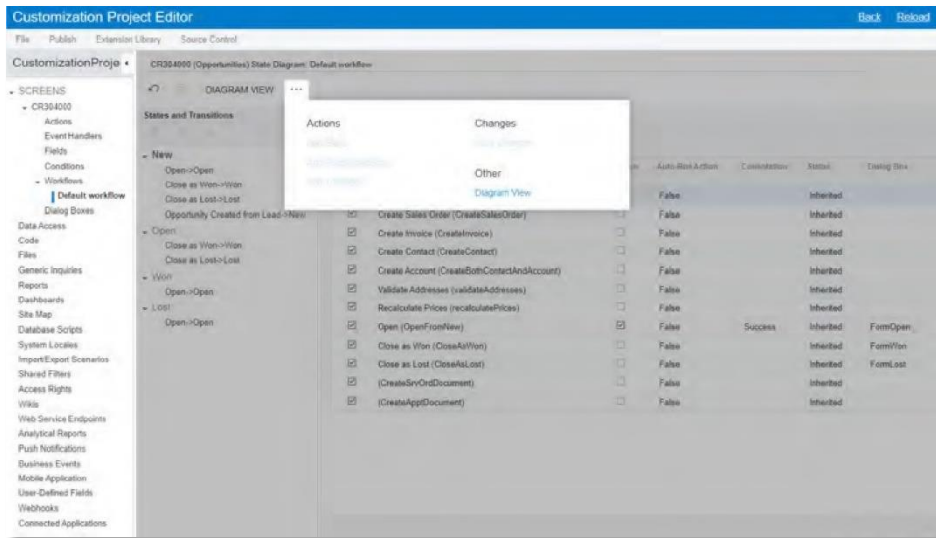 Customization Project Editor
Back Reload
File Publish Extension Library Source Control
CustomizationProje
CR304000 (Opportunities) State Diagram: Default workflow
SCREENS
CR304000
Actions
Event Handlers
Fields
Conditions
Workflows
Default workflow
Dialog Boxes
Data Access
Code
Files
Generic Inquiries
Reports
Dashboards
Site Map
Database Scripts
System Locales
Import/Export Scenarios
Shared Filters
Access Rights
Wikis
Web Service Endpoints
Analytical Reports
Push Notifications
Business Events
Mobile Application
User-Defined Fields
Webhooks
Connected Applications
DIAGRAM VIEW ...
States and Transitions
New
Open->Open
Close as Won->Won
Close as Lost->Lost
Opportunity Created from Lead->New
Open
Close as Won->Won
Close as Lost->Lost
Won
Open->Open
Lost
Open->Open
Actions
Changes
Other
Diagram View
Auto-Run Action Connotation Status Dialog Box
False Inherited
Create Sales Order (CreateSalesOrder) False Inherited
Create Invoice (CreateInvoice) False Inherited
Create Contact (CreateContact) False Inherited
Create Account (CreateBothContactAndAccount) False Inherited
Validate Addresses (validateAddresses) False Inherited
Recalculate Prices (recalculatePrices) False Inherited
Open (OpenFromNew) False Success Inherited FormOpen
Close as Won (CloseAsWon) False Inherited FormWon
Close as Lost (CloseAsLost) False Inherited FormLost
(CreateSrvOrdDocument) False Inherited
(CreateApptDocument) False Inherited